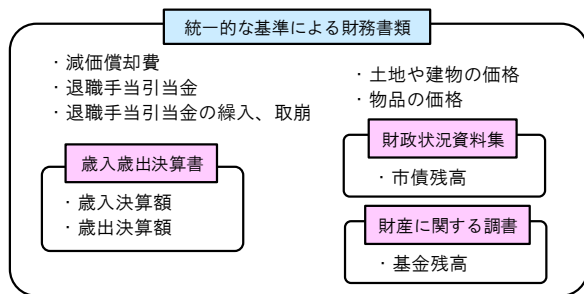 統一的な基準による財務書類
・減価償却費
・退職手当引当金
・退職手当引当金の繰入、取崩
・土地や建物の価格
・物品の価格
歳入歳出決算書
・歳入決算額
・歳出決算額
財政状況資料集
・市債残高
財産に関する調書
・基金残高